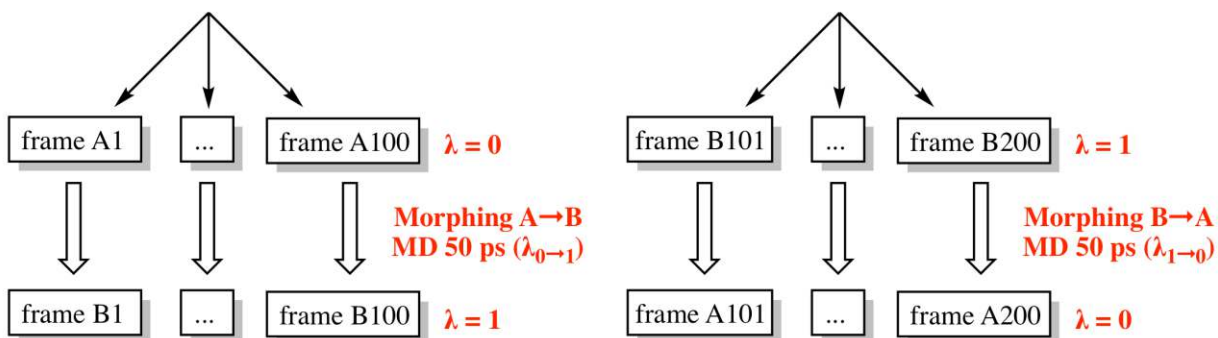 frame A1
...
frame A100
λ = 0
frame B101
...
frame B200
λ = 1
Morphing A→B
MD 50 ps (λ0→1)
Morphing B→A
MD 50 ps (λ1→0)
frame B1
...
frame B100
λ = 1
frame A101
...
frame A200
λ = 0